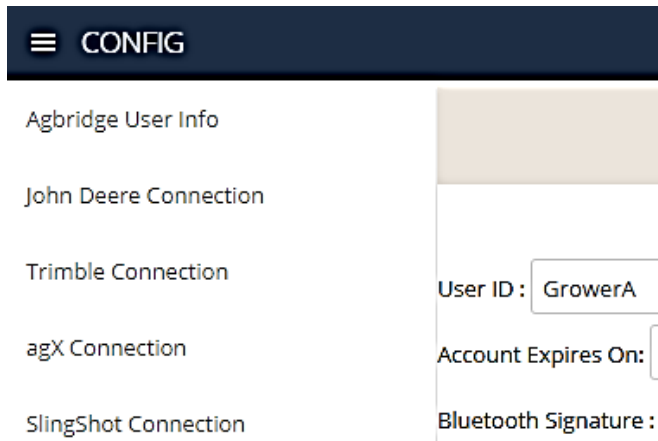 CONFIG
Agbridge User Info
John Deere Connection
Trimble Connection
agX Connection
SlingShot Connection
User ID : GrowerA
Account Expires On:
Bluetooth Signature :